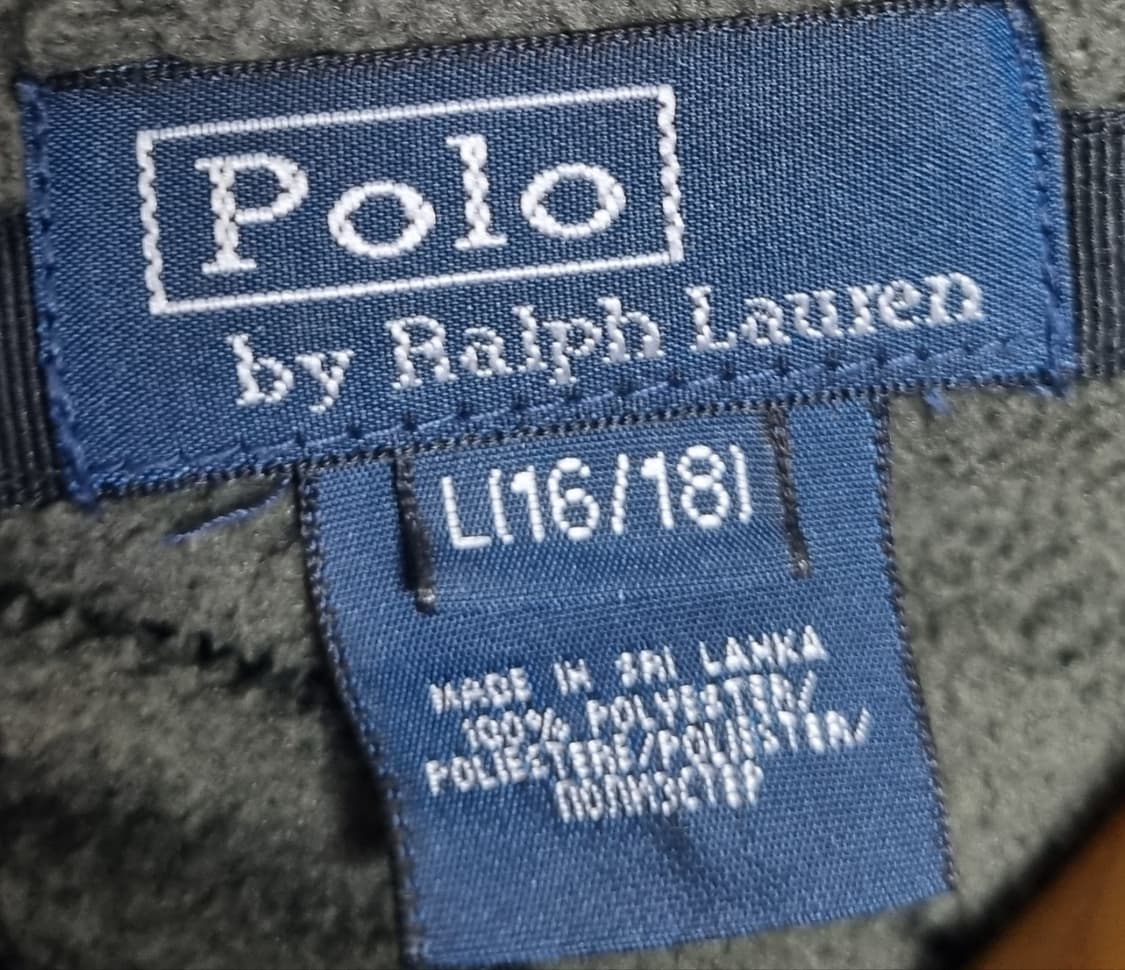 Polo
by Ralph Lauren
L(16/18)
MADE IN SRI LANKA
100% POLYESTER/
POLIESTERE/POLIESTER/
ПОЛИЭСТЕР